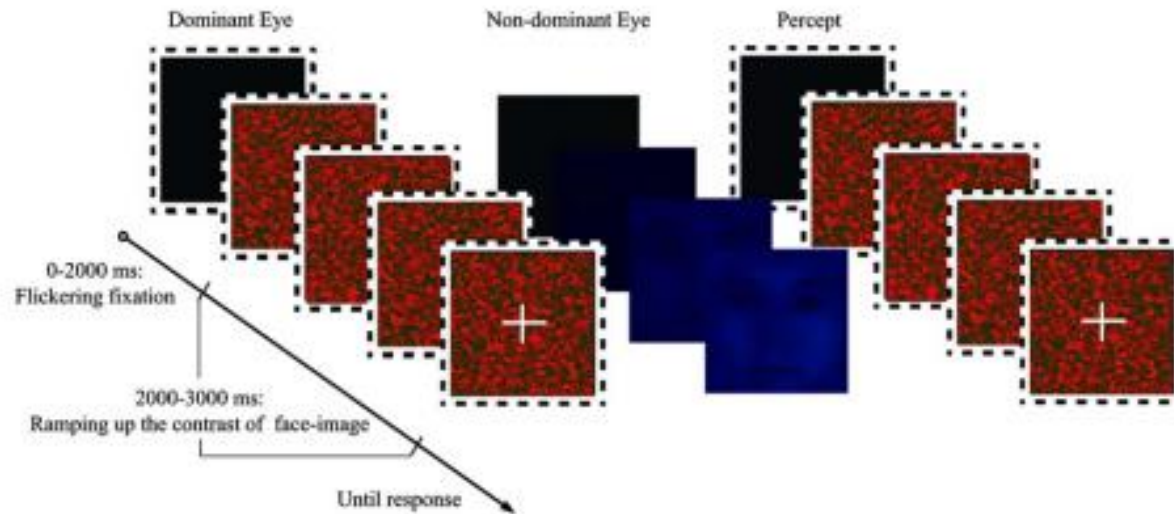 Dominant Eye
Non-dominant Eye
Percept
0-2000 ms:
Flickering fixation
2000-3000 ms:
Ramping up the contrast of face-image
Until response